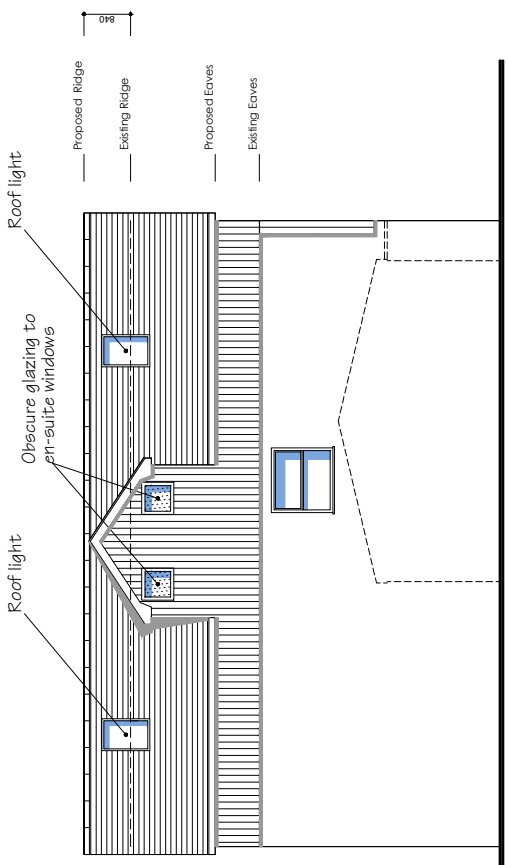 Roof light
Obscure glazing to
en-suite windows
Roof light
Proposed Ridge
Existing Ridge
Proposed Eaves
Existing Eaves
840